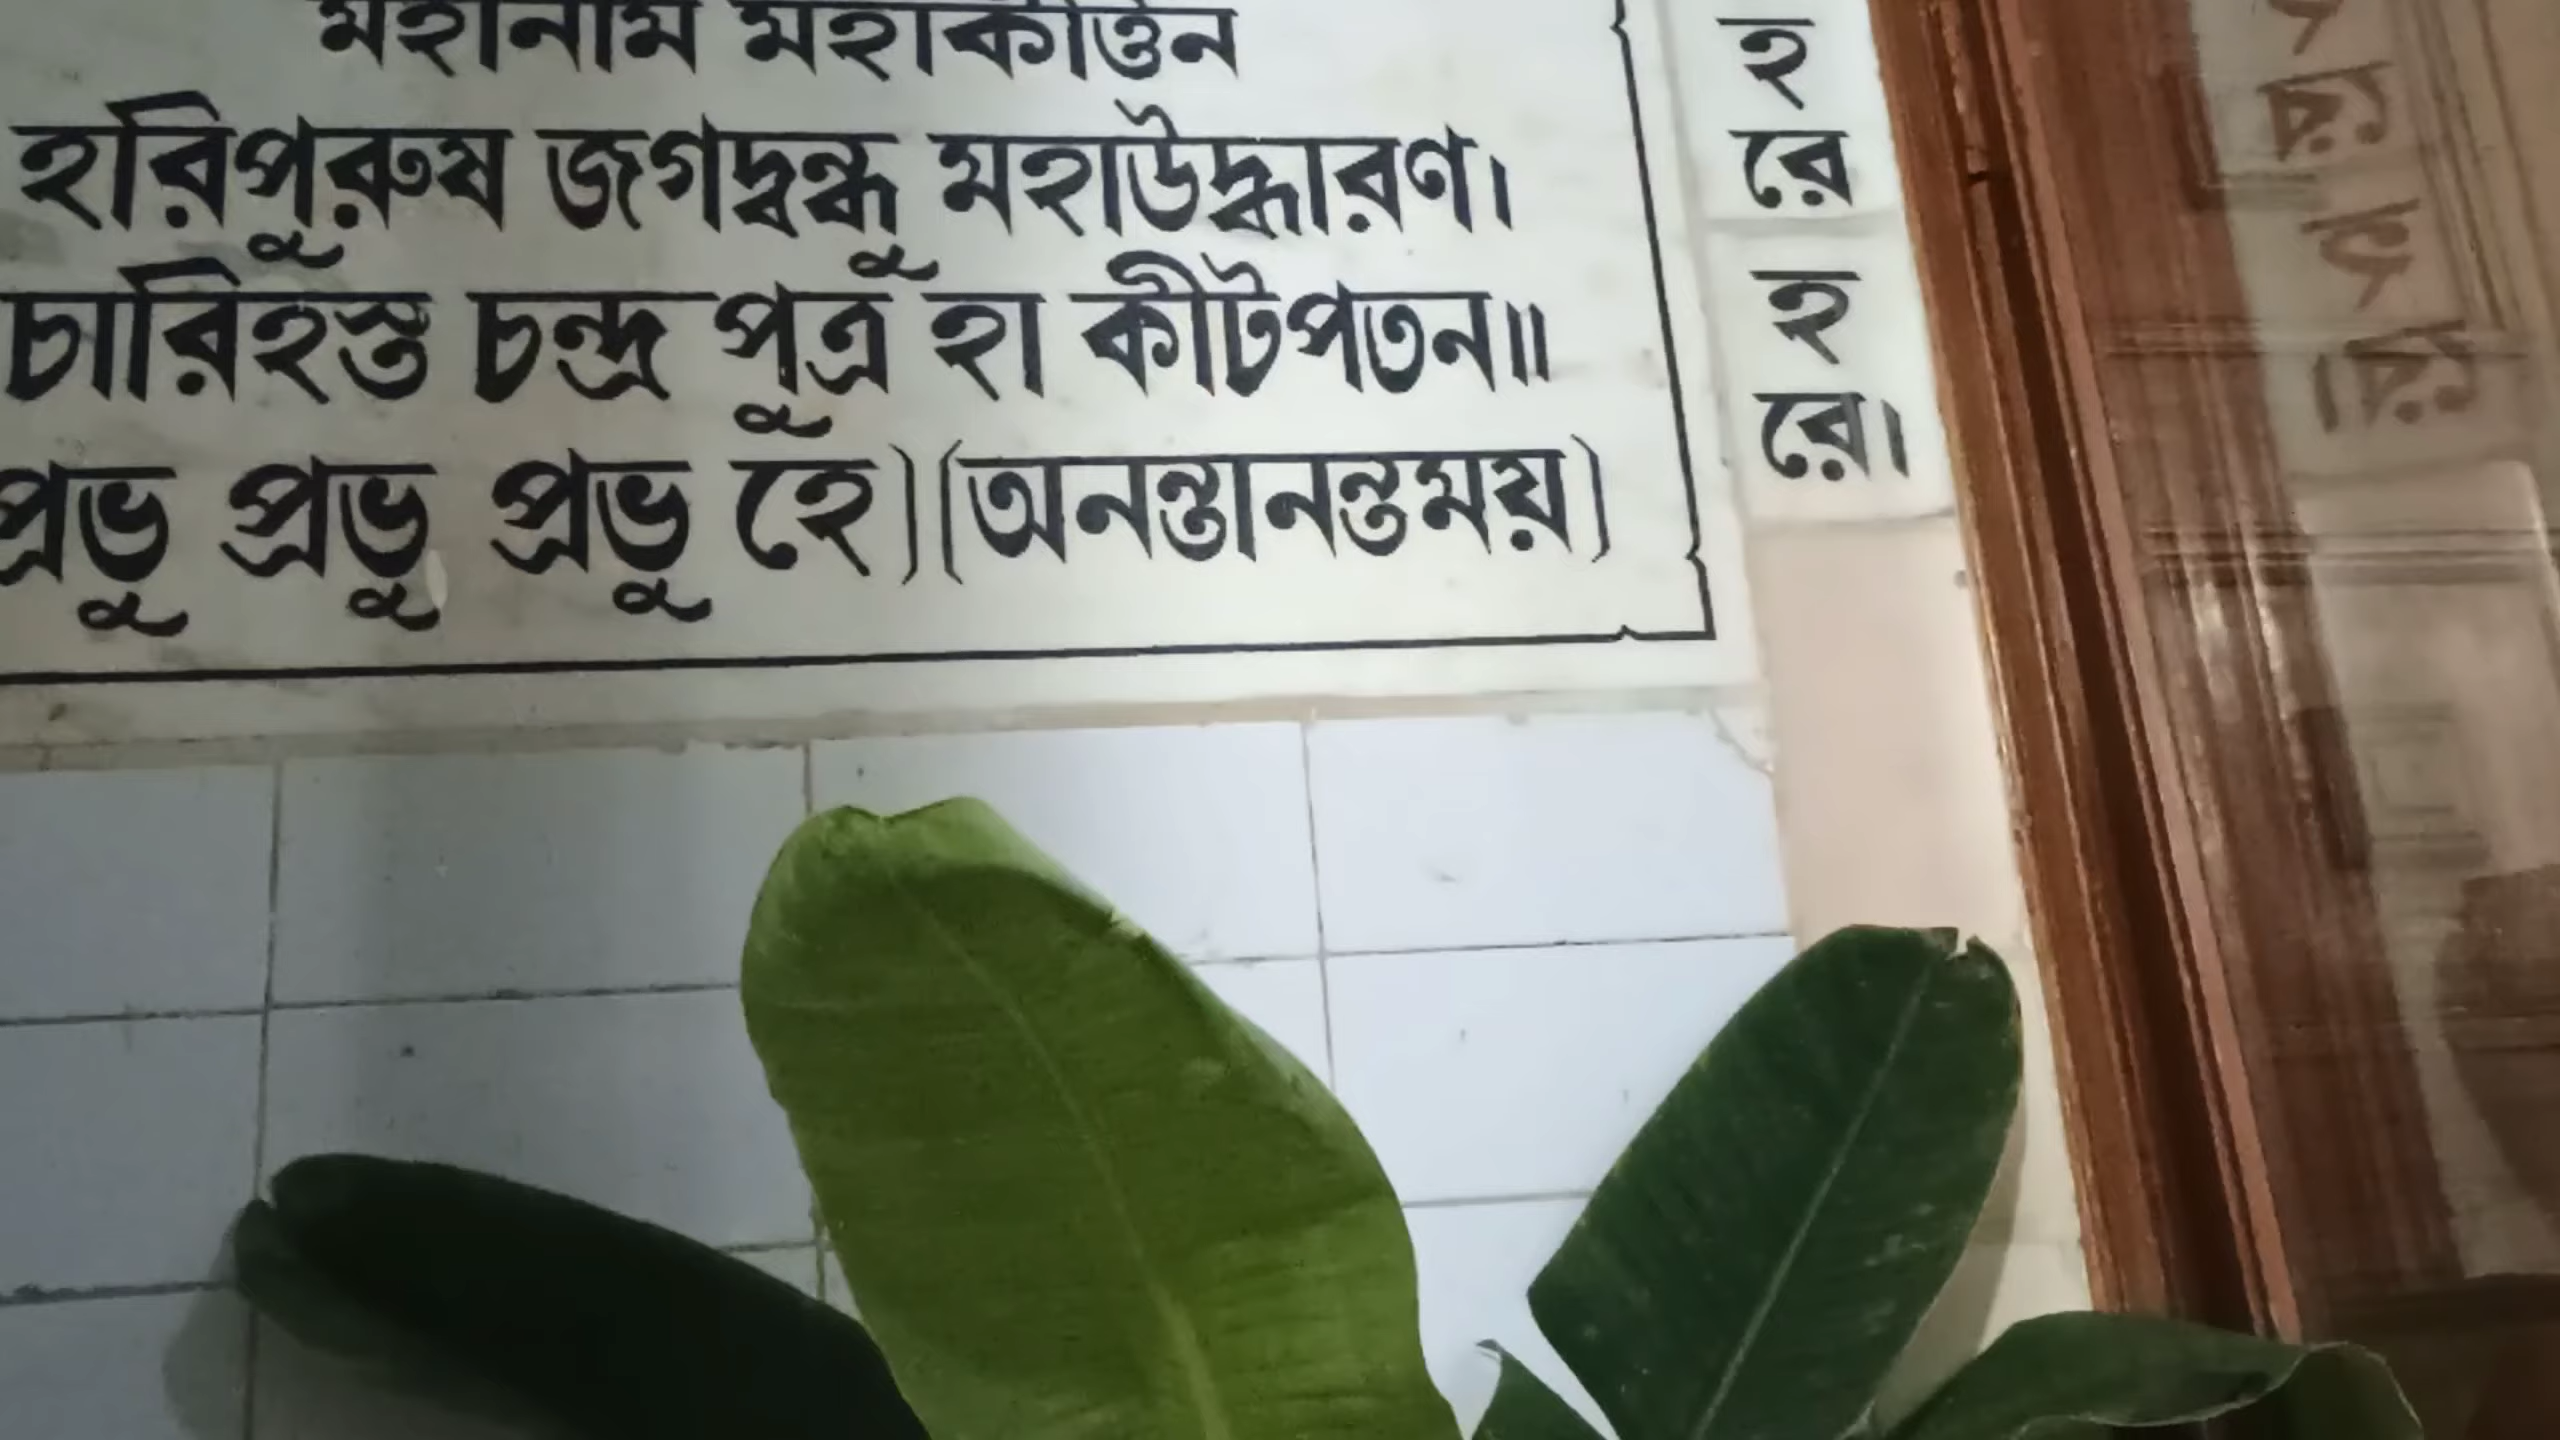 মহানাম মহাকীর্ত্তন
হরিপুরুষ জগদ্বন্ধু মহাউদ্ধারণ।
চারিহস্ত চন্দ্র পুত্র হা কীটপতন॥
প্রভু প্রভু প্রভু হে) (অনন্তানন্তময়)
হ
রে
হ
রে।